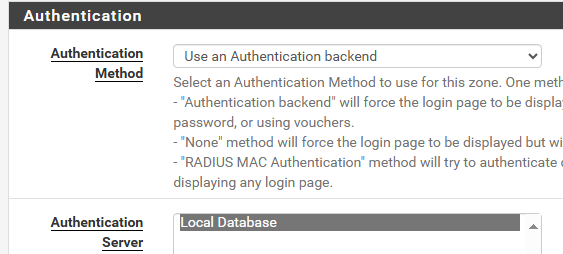 Authentication
Authentication Method
Use an Authentication backend
Select an Authentication Method to use for this zone. One meth
- "Authentication backend" will force the login page to be displa
password, or using vouchers.
- "None" method will force the login page to be displayed but wi
- "RADIUS MAC Authentication" method will try to authenticate
displaying any login page.
Authentication Server
Local Database